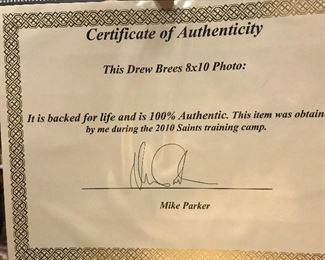 Certificate of Authenticity
This Drew Brees 8x10 Photo:
It is backed for life and is 100% Authentic. This item was obtaine
by me during the 2010 Saints training camp.
Mike Parker